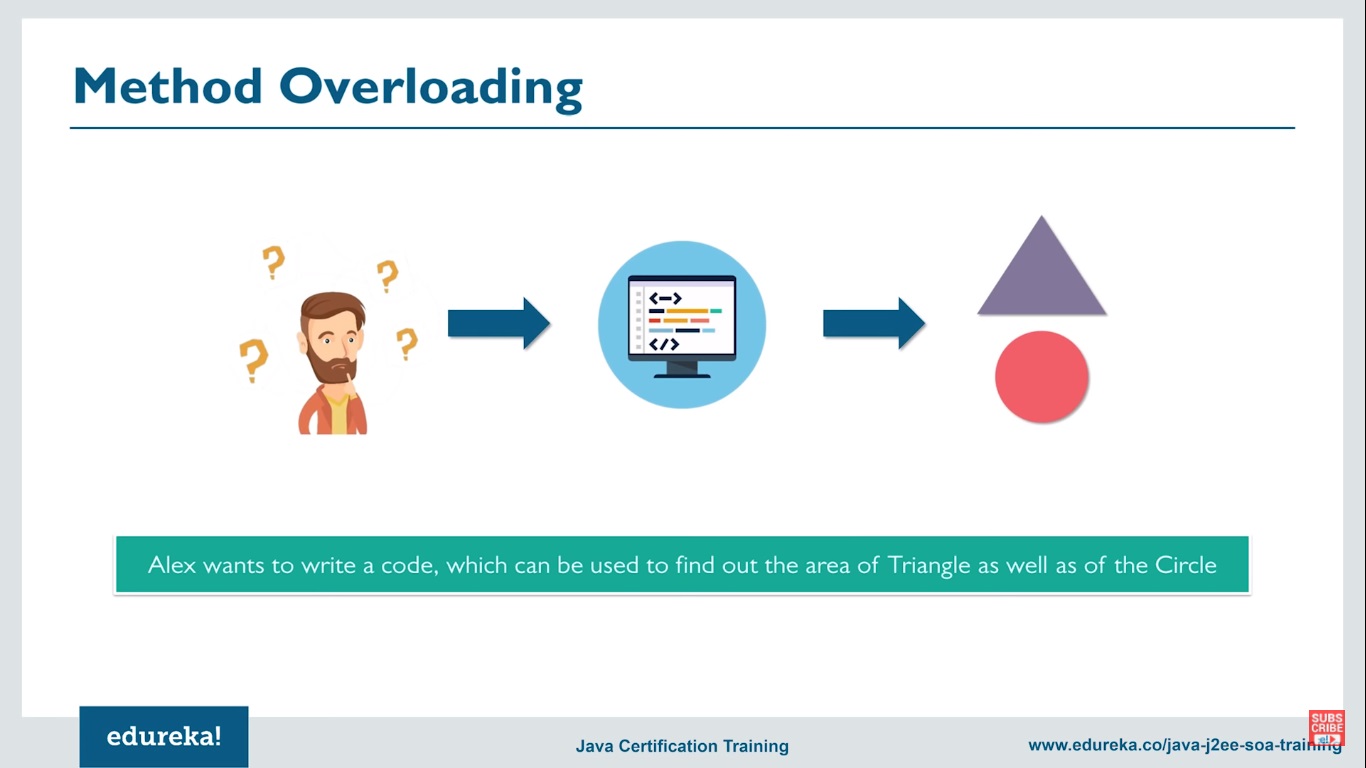 Method Overloading
?
?
?
?
<–>
</>
Alex wants to write a code, which can be used to find out the area of Triangle as well as of the Circle
edureka!
Java Certification Training
www.edureka.co/java-j2ee-soa-training
SUBS
CRIBE